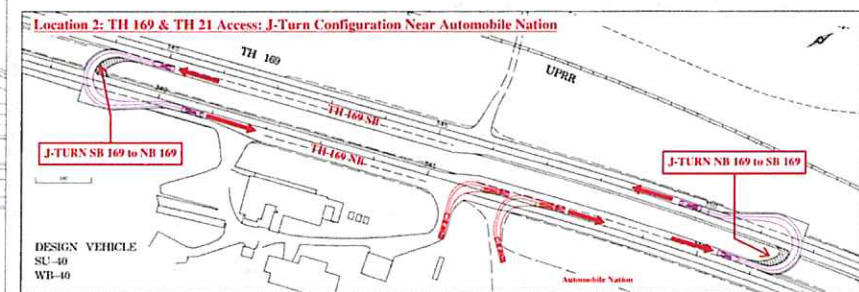 Location 2: TH 169 & TH 21 Access: J-Turn Configuration Near Automobile Nation
TH 169
UPRR
TH 169 SB
TH 169 NB
J-TURN SB 169 to NB 169
J-TURN NB 169 to SB 169
DESIGN VEHICLE
SU-40
WB-40
Automobile Nation